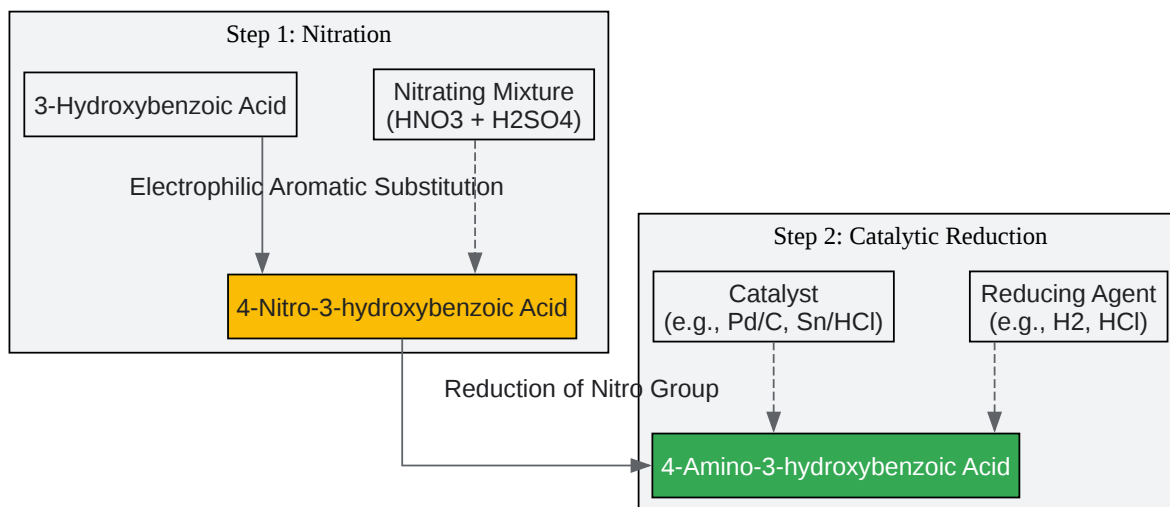 Step 1: Nitration
3-Hydroxybenzoic Acid
Nitrating Mixture
(HNO3 + H2SO4)
Electrophilic Aromatic Substitution
4-Nitro-3-hydroxybenzoic Acid
Step 2: Catalytic Reduction
Catalyst
(e.g., Pd/C, Sn/HCl)
Reducing Agent
(e.g., H2, HCl)
Reduction of Nitro Group
4-Amino-3-hydroxybenzoic Acid